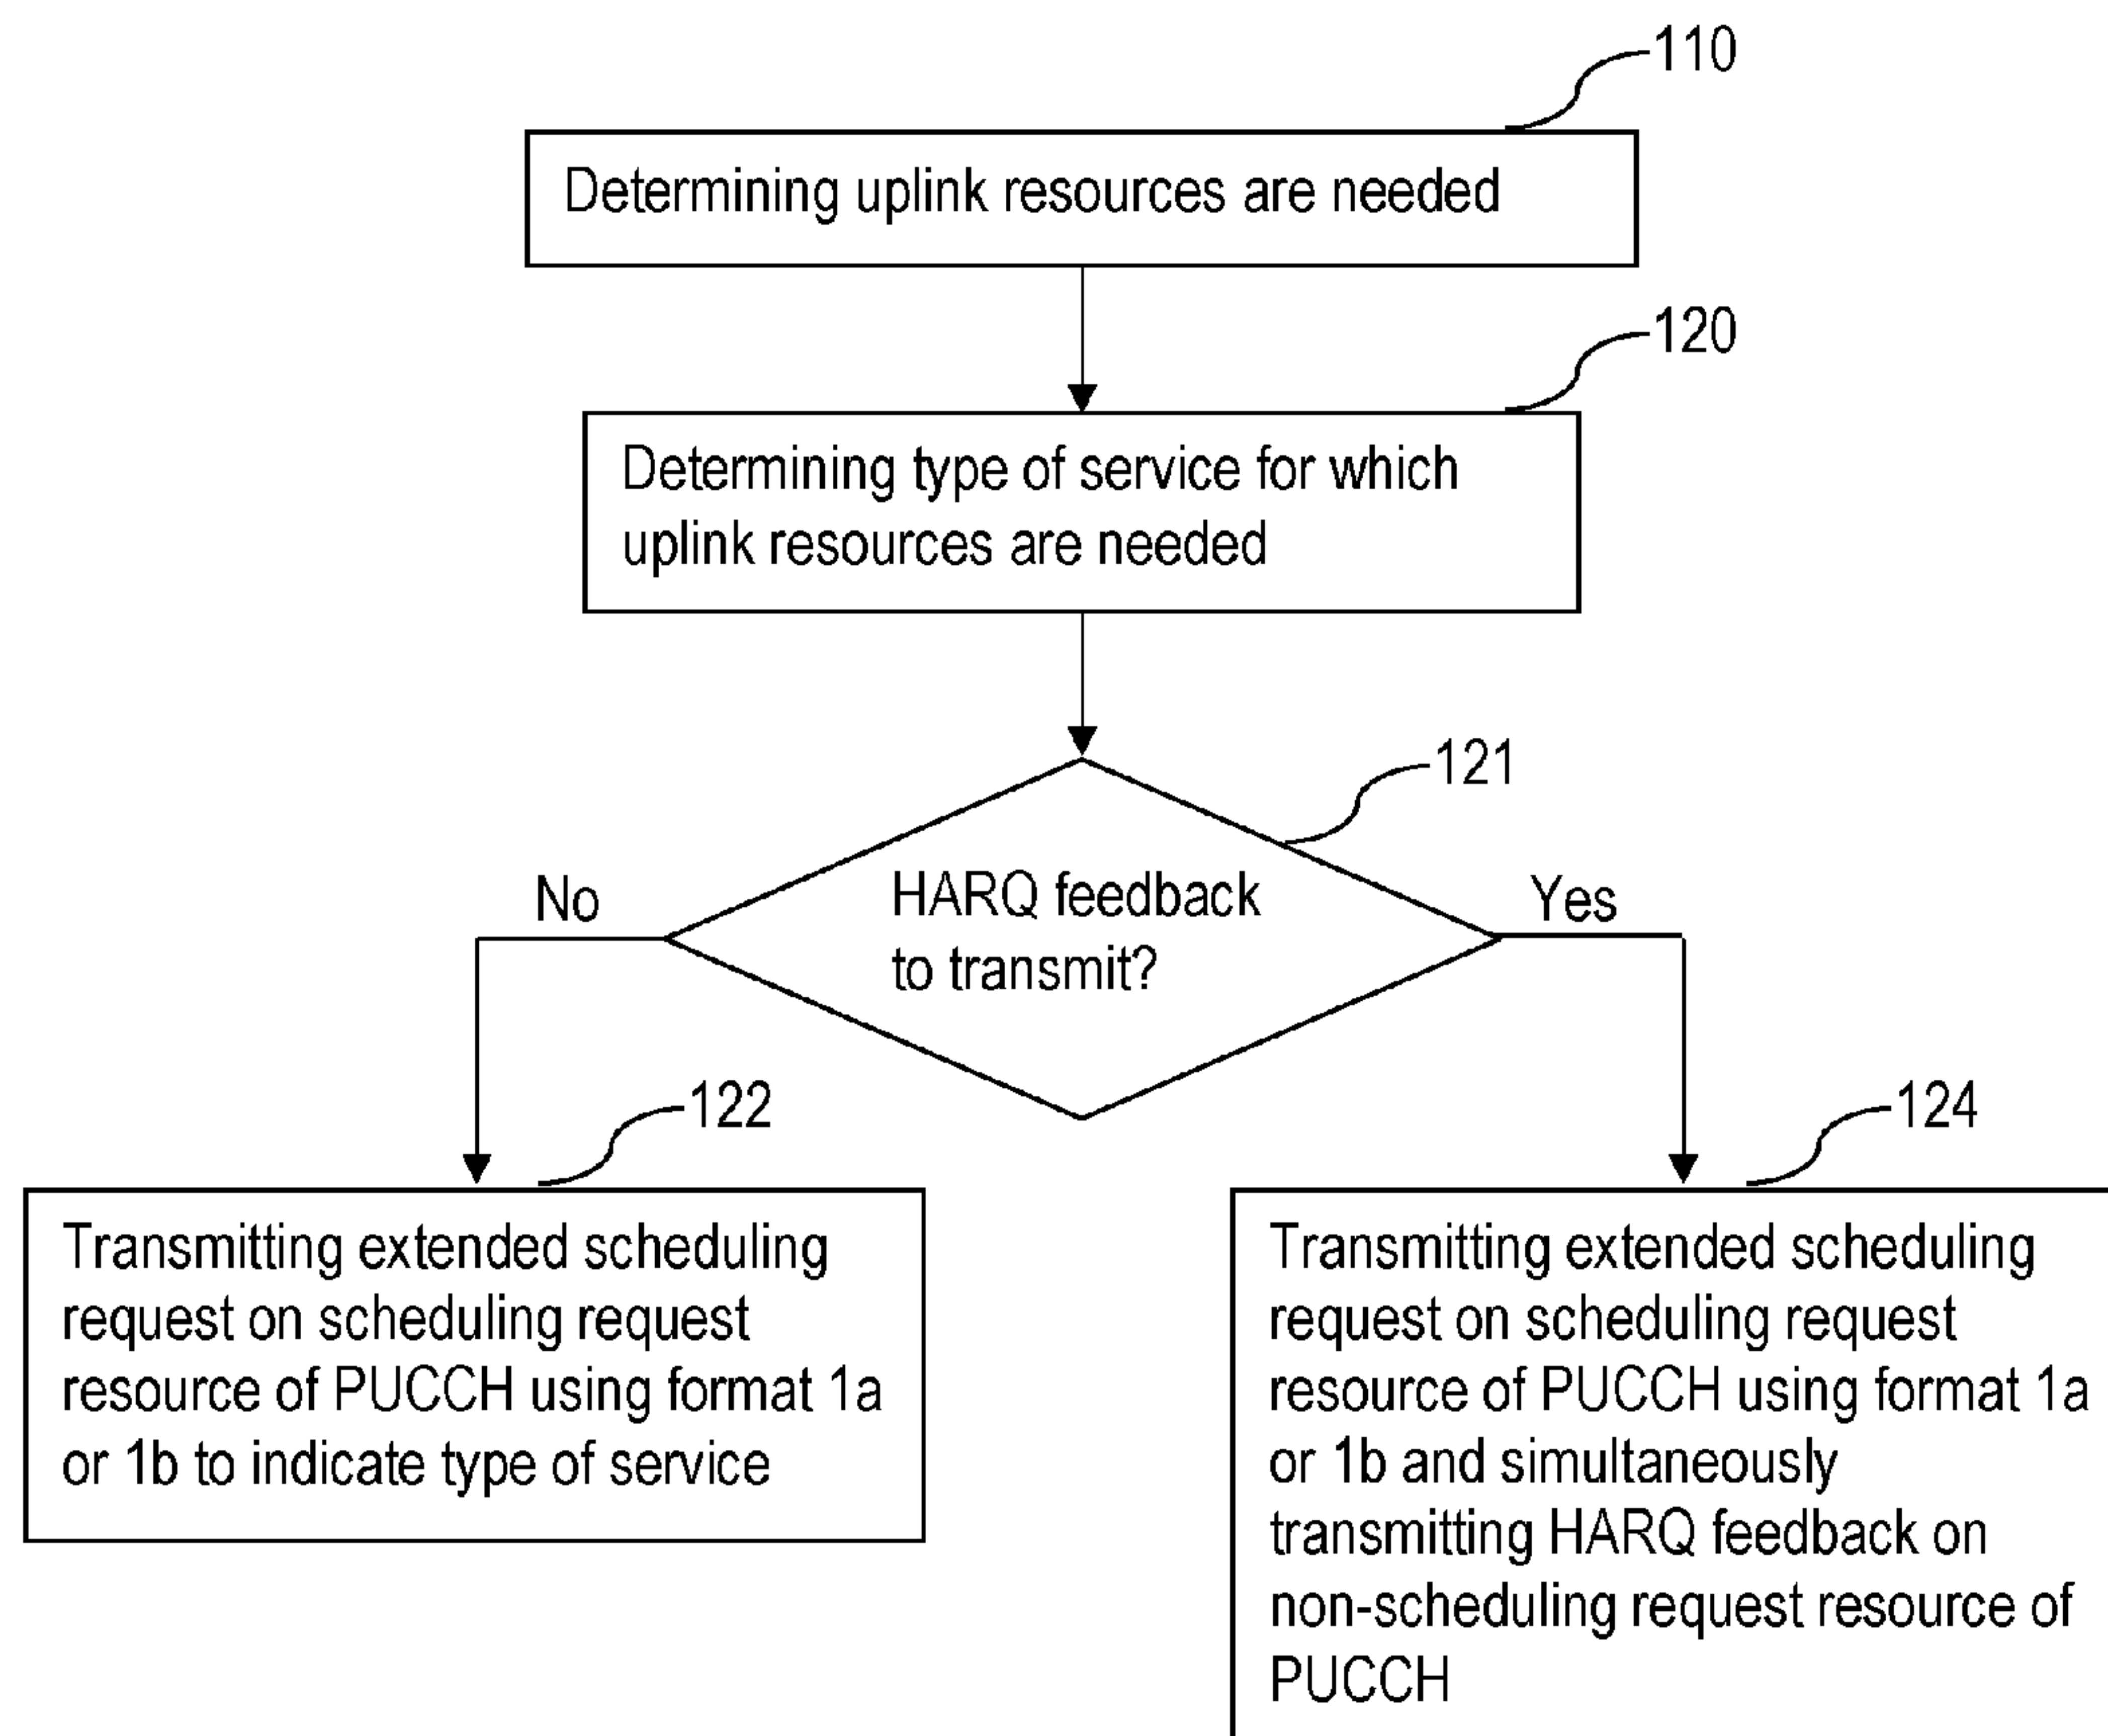 110
Determining uplink resources are needed
120
Determining type of service for which
uplink resources are needed
121
HARQ feedback
to transmit?
No
Yes
122
Transmitting extended scheduling
request on scheduling request
resource of PUCCH using format 1a
or 1b to indicate type of service
124
Transmitting extended scheduling
request on scheduling request
resource of PUCCH using format 1a
or 1b and simultaneously
transmitting HARQ feedback on
non-scheduling request resource of
PUCCH